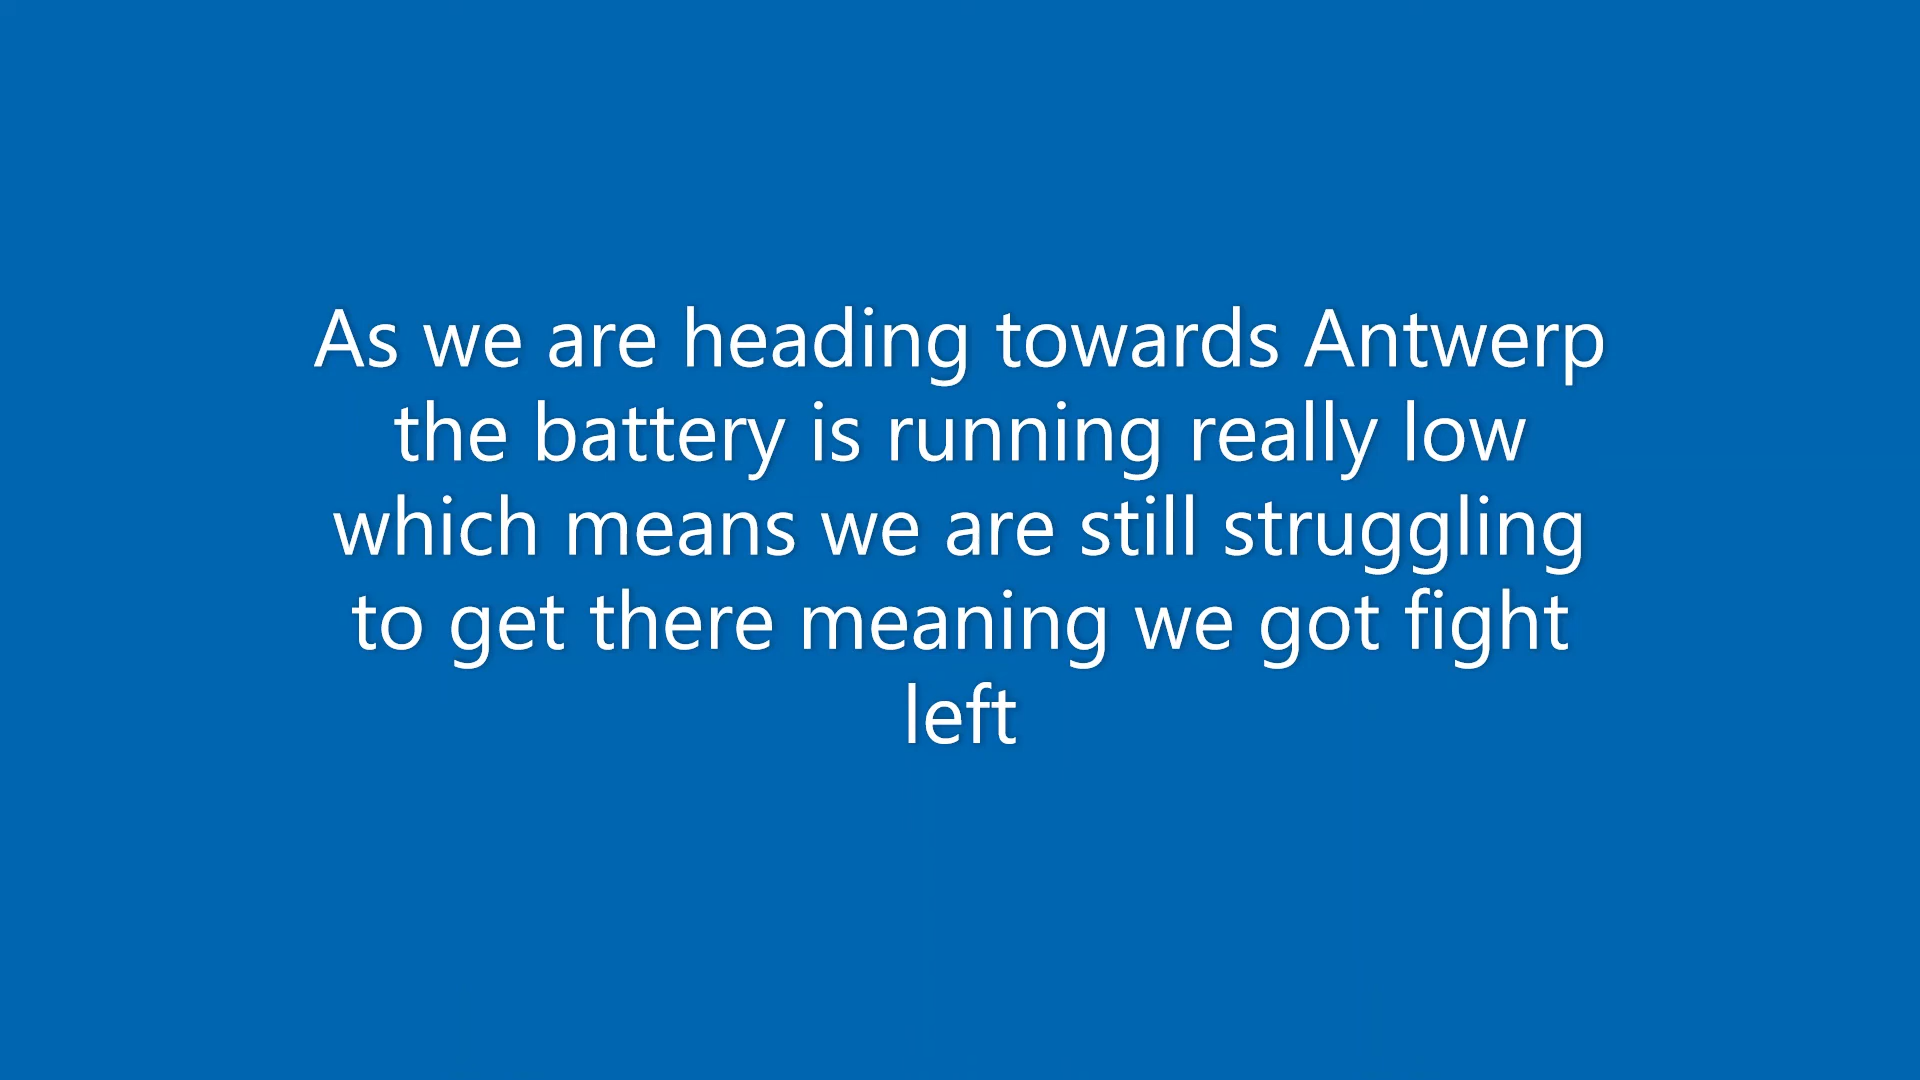 As we are heading towards Antwerp
the battery is running really low
which means we are still struggling
to get there meaning we got fight
left